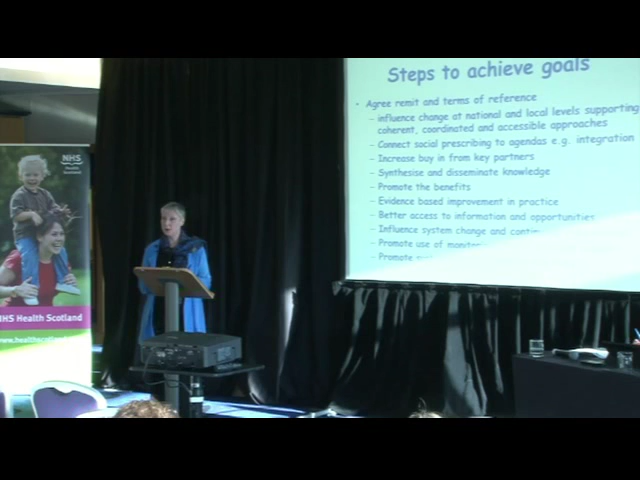 Steps to achieve goals
• Agree remit and terms of reference
– influence change at national and local levels supporting
coherent, coordinated and accessible approaches
– Connect social prescribing to agendas e.g. integration
– Increase buy in from key partners
– Synthesise and disseminate knowledge
– Promote the benefits
– Evidence based improvement in practice
– Better access to information and opportunities
– Influence system change and
– Promote use of
– Promote
NHS
Health
Scotland
NHS Health Scotland